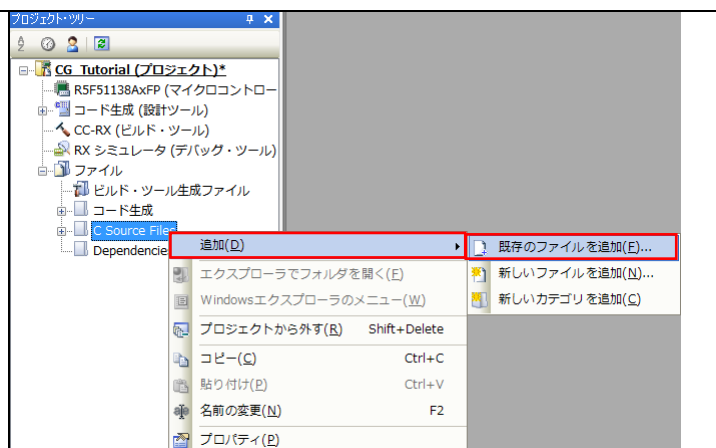 プロジェクト・ツリー
CG_Tutorial (プロジェクト)*
R5F51138AxFP (マイクロコントロー
コード生成 (設計ツール)
CC-RX (ビルド・ツール)
RX シミュレータ (デバッグ・ツール)
ファイル
ビルド・ツール生成ファイル
コード生成
C Source Files
Dependencie
追加(D)
既存のファイルを追加(F)...
新しいファイルを追加(N)...
新しいカテゴリを追加(C)
エクスプローラでフォルダを開く(E)
Windowsエクスプローラのメニュー(W)
プロジェクトから外す(R) Shift+Delete
コピー(C) Ctrl+C
貼り付け(P) Ctrl+V
名前の変更(N) F2
プロパティ(P)